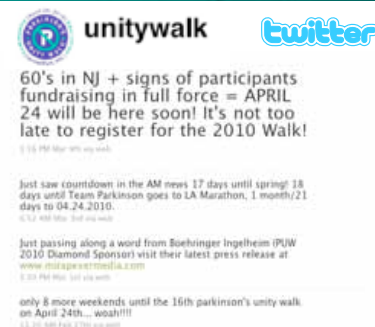 unitywalk
twitter
60's in NJ + signs of participants
fundraising in full force = APRIL
24 will be here soon! It's not too
late to register for the 2010 Walk!
Just saw countdown in the AM news 17 days until spring! 18
days until Team Parkinson goes to LA Marathon, 1 month/21
days to 04.24.2010.
Just passing along a word from Boehringer Ingelheim (PUW
2010 Diamond Sponsor) visit their latest press release at
only 8 more weekends until the 16th parkinson's unity walk
on April 24th... woah!!!!